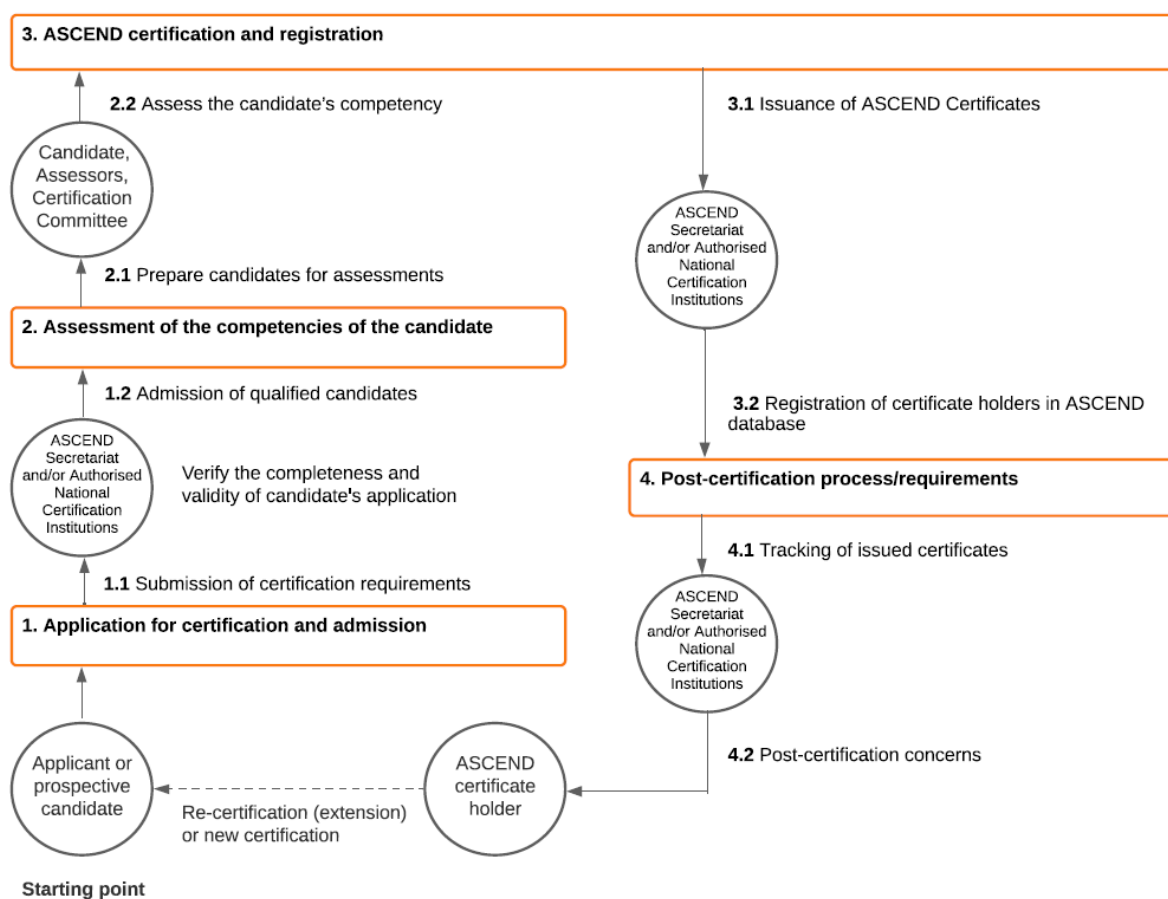 3. ASCEND certification and registration
2.2 Assess the candidate's competency
3.1 Issuance of ASCEND Certificates
Candidate,
Assessors,
Certification
Committee
ASCEND
Secretariat
and/or Authorised
National
Certification
Institutions
2.1 Prepare candidates for assessments
2. Assessment of the competencies of the candidate
1.2 Admission of qualified candidates
3.2 Registration of certificate holders in ASCEND
database
ASCEND
Secretariat
and/or Authorised
National
Certification
Institutions
Verify the completeness and
validity of candidate's application
4. Post-certification process/requirements
4.1 Tracking of issued certificates
1.1 Submission of certification requirements
ASCEND
Secretariat
and/or Authorised
National
Certification
Institutions
1. Application for certification and admission
4.2 Post-certification concerns
Applicant or
prospective
candidate
ASCEND
certificate
holder
Re-certification (extension)
or new certification
Starting point